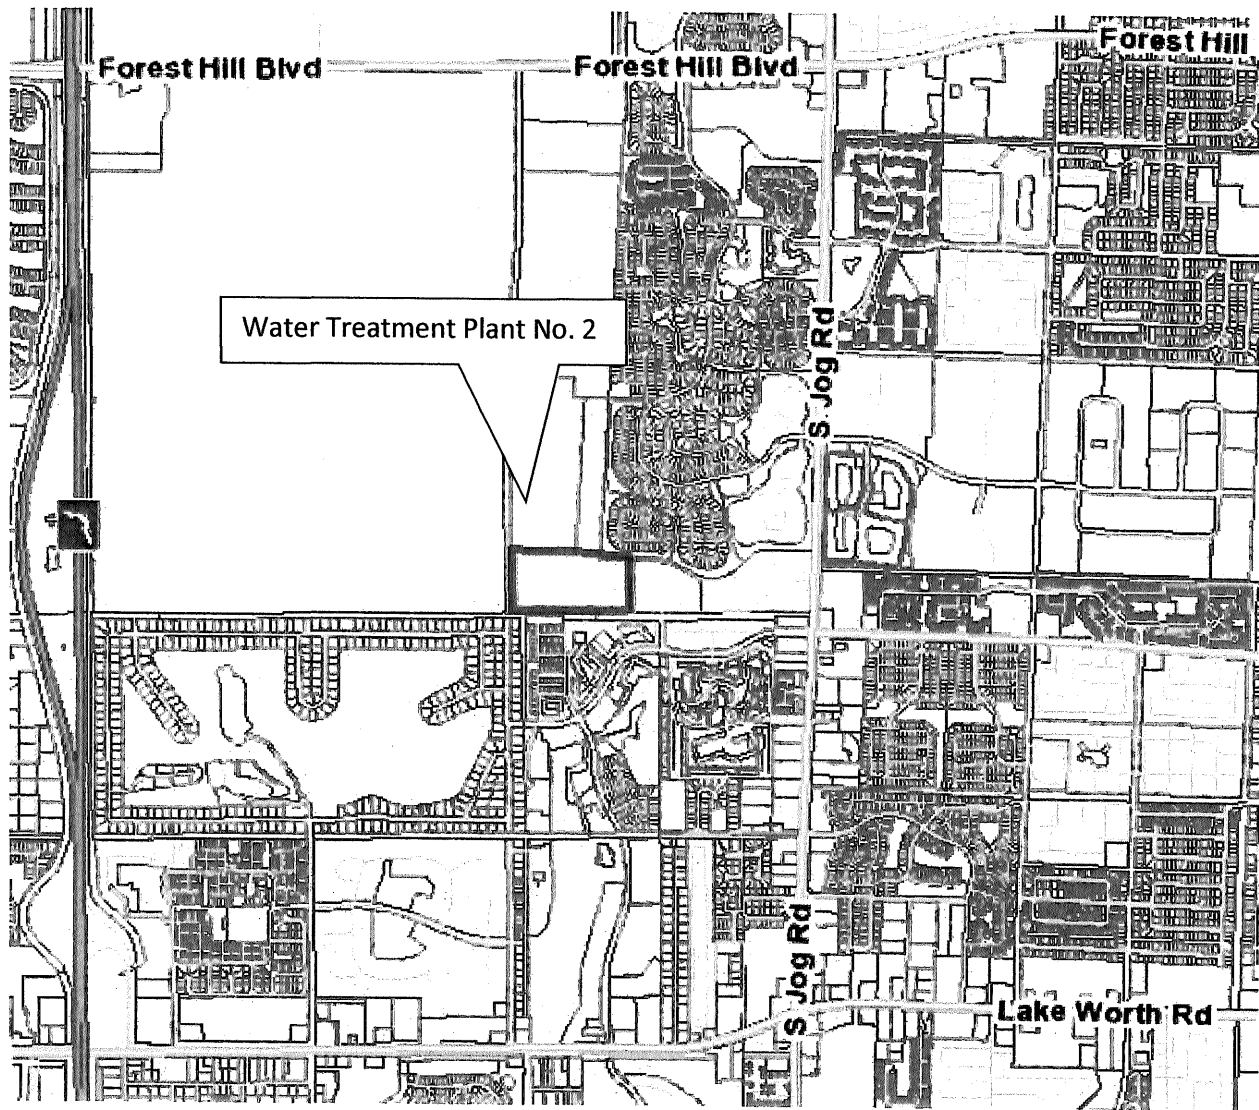 Forest Hill
Forest Hill Blvd
Forest Hill Blvd
Water Treatment Plant No. 2
S. Jog Rd
S. Jog Rd
Lake Worth Rd